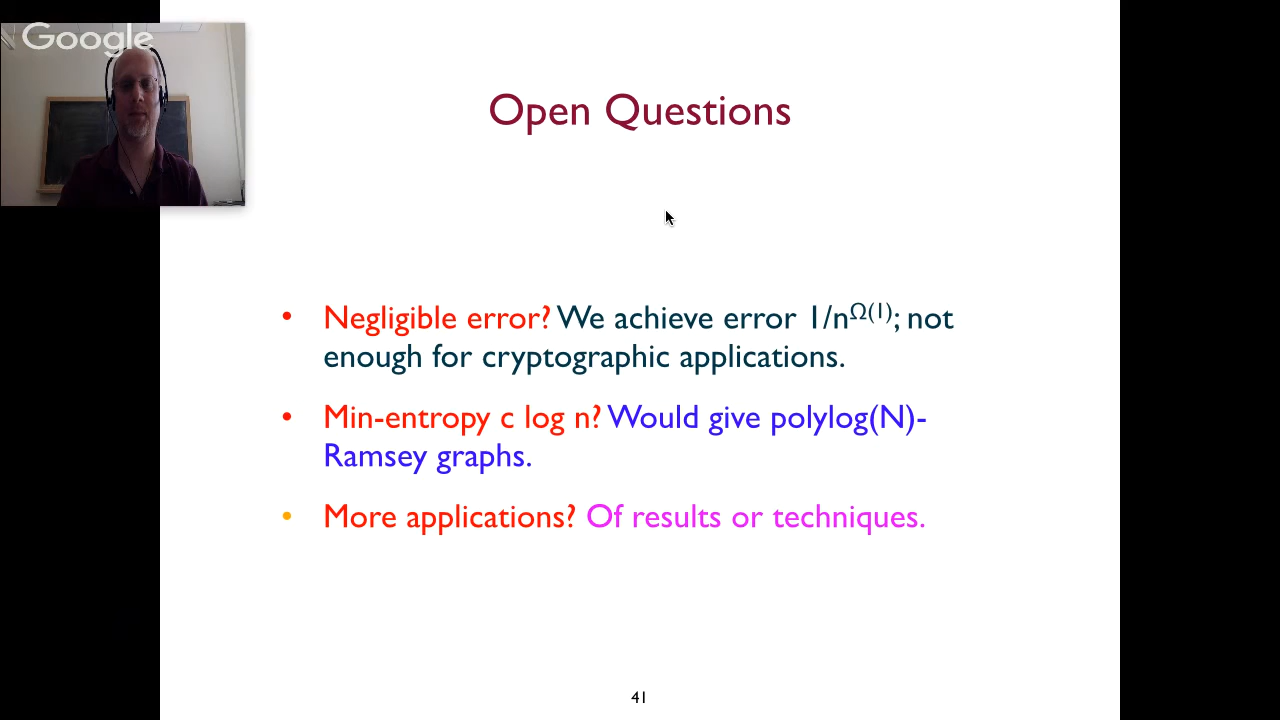 Google
Open Questions
• Negligible error? We achieve error 1/n^Ω(1); not
enough for cryptographic applications.
• Min-entropy c log n? Would give polylog(N)-
Ramsey graphs.
• More applications? Of results or techniques.
41